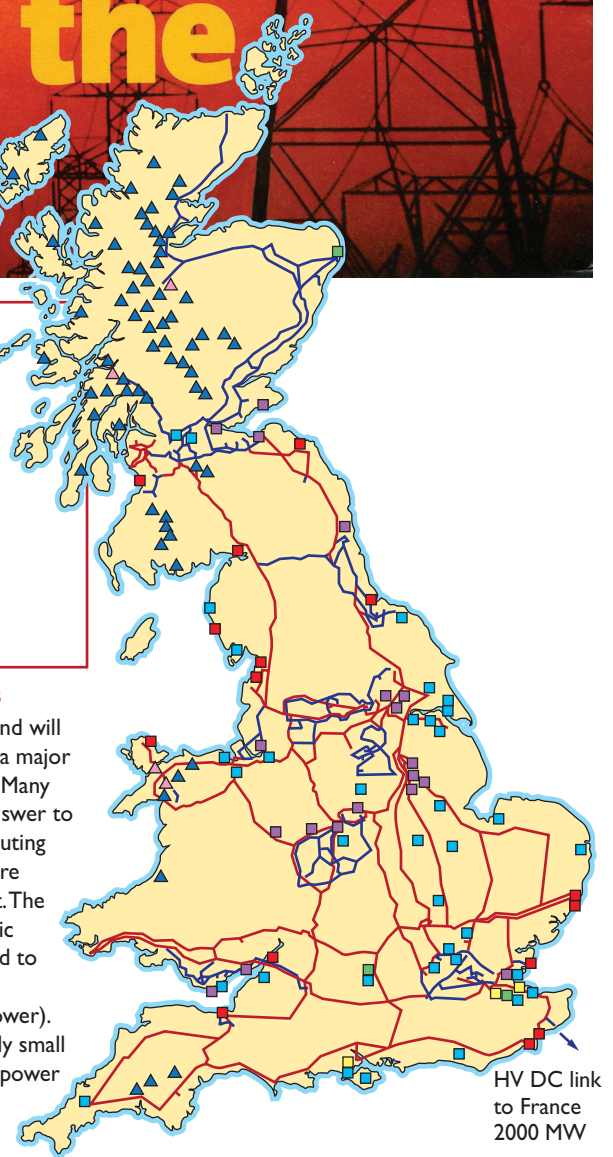 the
s
nd will
a major
Many
swer to
uting
re
t. The
ic
d to
ower).
ly small
power
HV DC link
to France
2000 MW